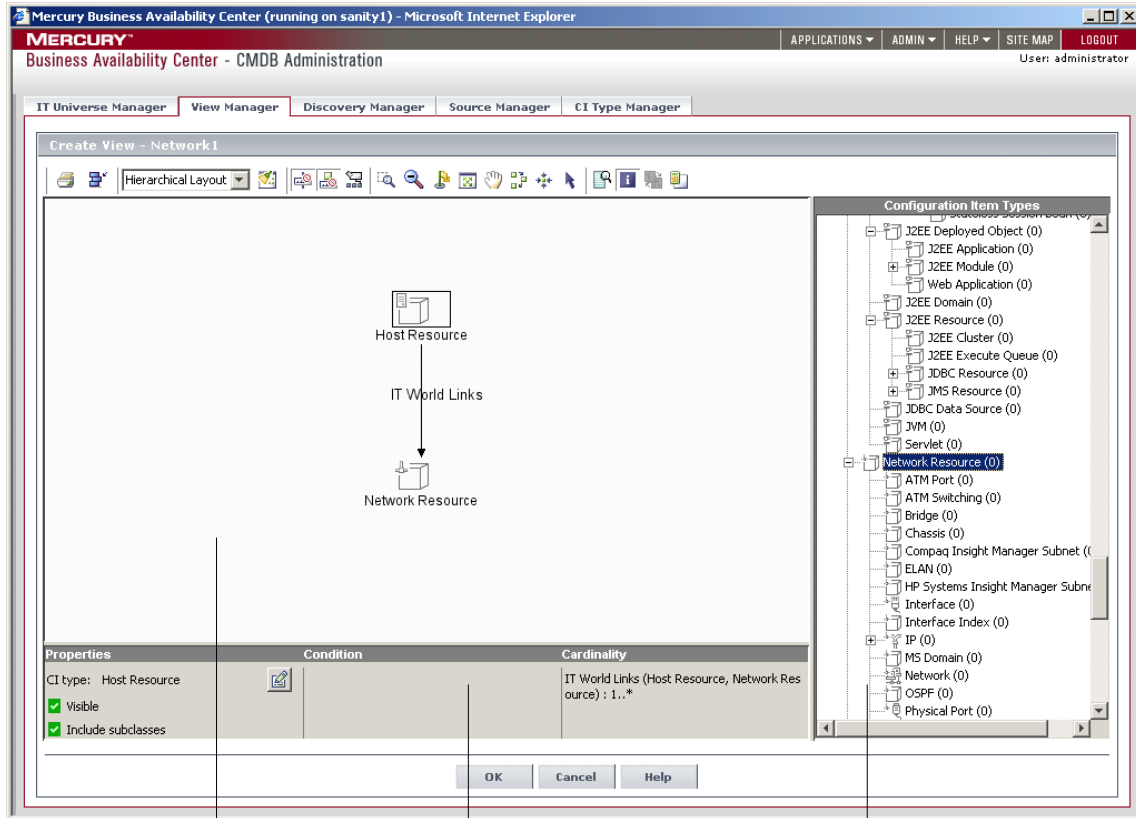 Mercury Business Availability Center (running on sanity1) - Microsoft Internet Explorer
MERCURY™
APPLICATIONS ADMIN HELP SITE MAP LOGOUT
Business Availability Center - CMDB Administration
User: administrator
IT Universe Manager View Manager Discovery Manager Source Manager CI Type Manager
Create View - Network1
Hierarchical Layout
Configuration Item Types
Stateless Session Bean (0)
J2EE Deployed Object (0)
J2EE Application (0)
J2EE Module (0)
Web Application (0)
J2EE Domain (0)
J2EE Resource (0)
J2EE Cluster (0)
J2EE Execute Queue (0)
JDBC Resource (0)
JMS Resource (0)
JDBC Data Source (0)
JVM (0)
Servlet (0)
Network Resource (0)
ATM Port (0)
ATM Switching (0)
Bridge (0)
Chassis (0)
Compaq Insight Manager Subnet (
ELAN (0)
HP Systems Insight Manager Subne
Interface (0)
Interface Index (0)
IP (0)
MS Domain (0)
Network (0)
OSPF (0)
Physical Port (0)
Host Resource
IT World Links
Network Resource
Properties
CI type: Host Resource
Visible
Include subclasses
Condition
Cardinality
IT World Links (Host Resource, Network Res
ource) : 1..*
OK Cancel Help